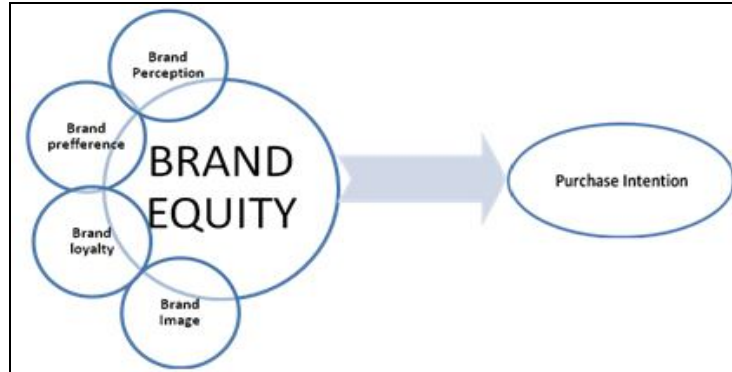 Brand
Perception
Brand
prefference
BRAND
EQUITY
Brand
loyalty
Brand
Image
Purchase Intention